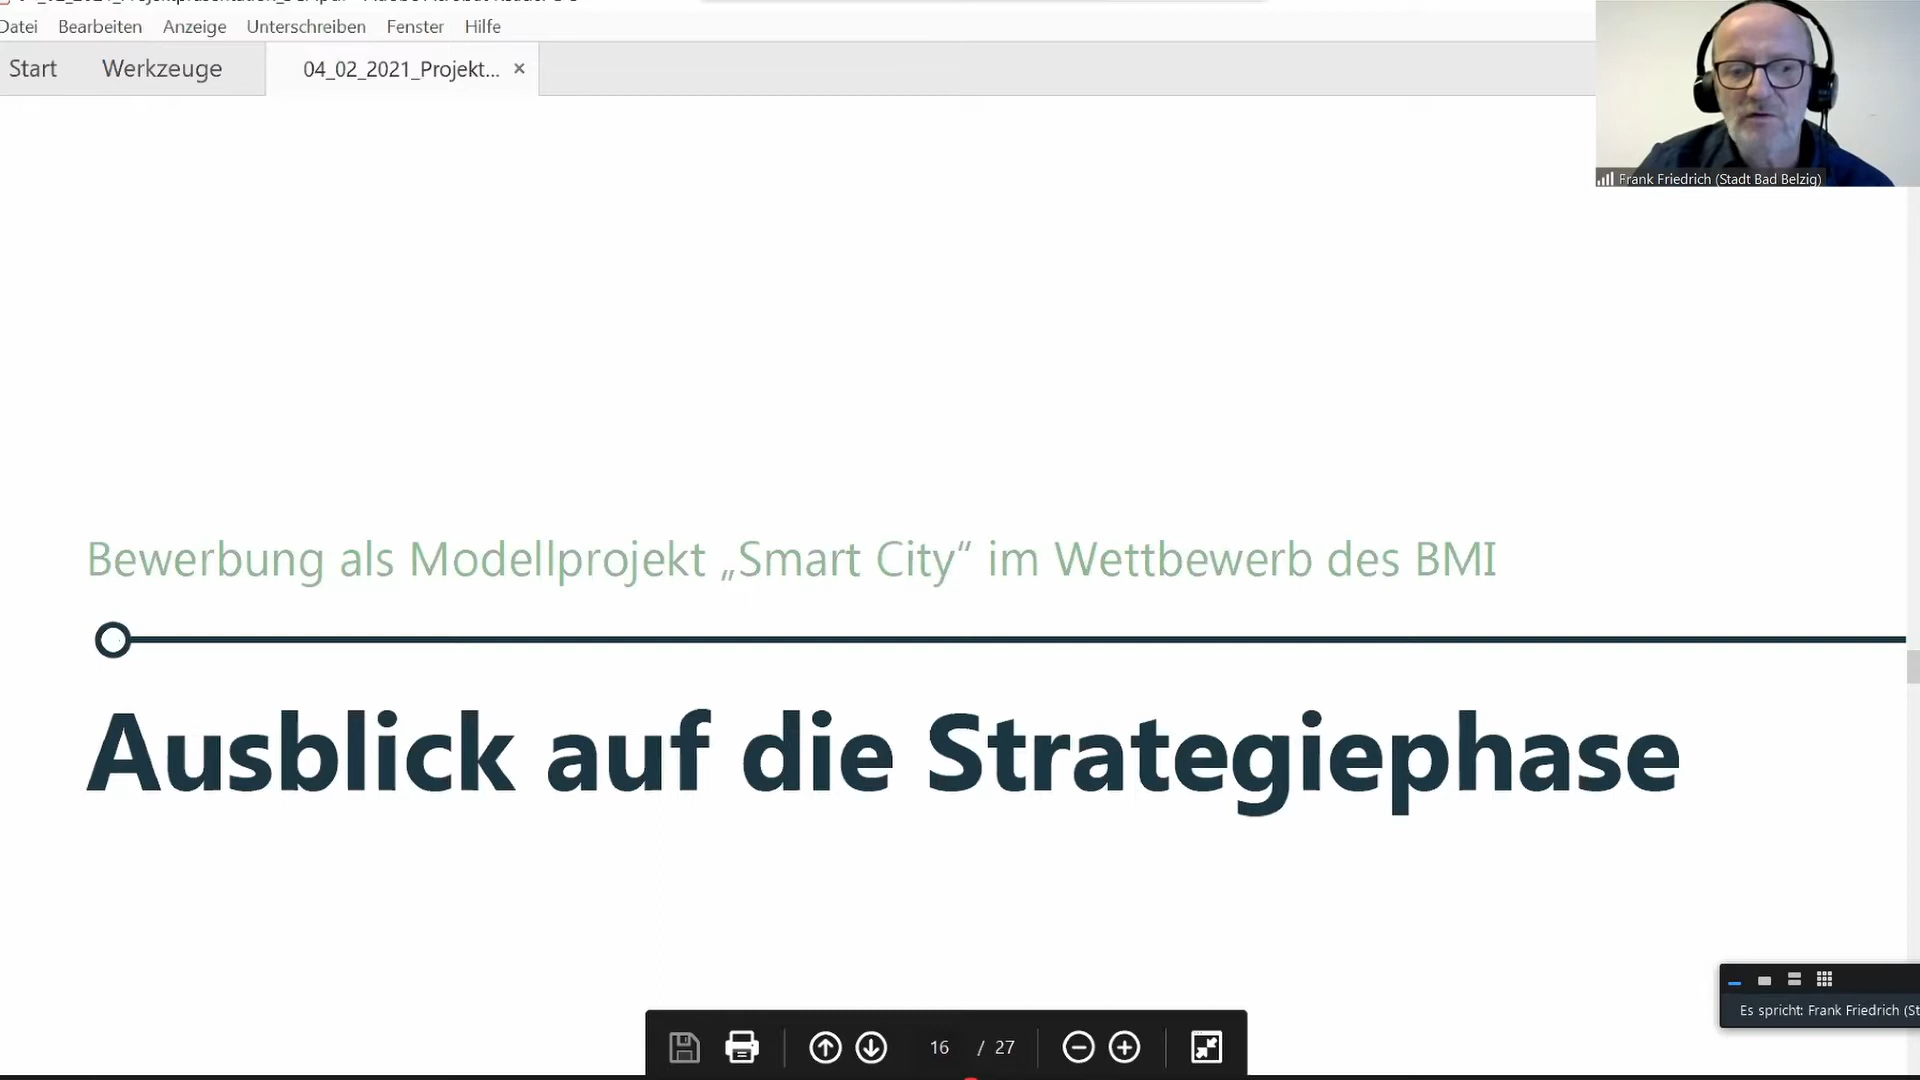 Datei Bearbeiten Anzeige Unterschreiben Fenster Hilfe
Start Werkzeuge 04_02_2021_Projekt... ×
Frank Friedrich (Stadt Bad Belzig)
Bewerbung als Modellprojekt „Smart City“ im Wettbewerb des BMI
Ausblick auf die Strategiephase
Es spricht: Frank Friedrich (St
16 / 27